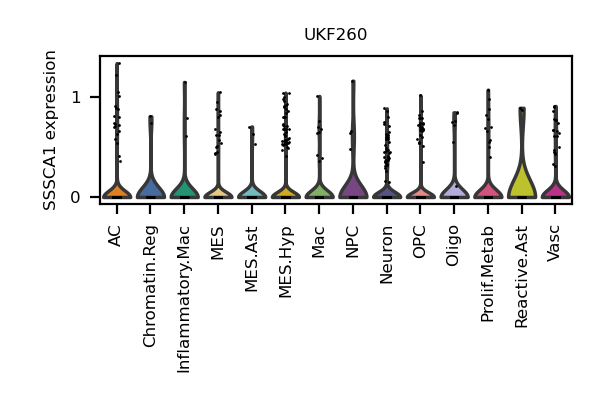 UKF260
SSSCA1 expression
1
0
AC
Chromatin.Reg
Inflammatory.Mac
MES
MES.Ast
MES.Hyp
Mac
NPC
Neuron
OPC
Oligo
Prolif.Metab
Reactive.Ast
Vasc